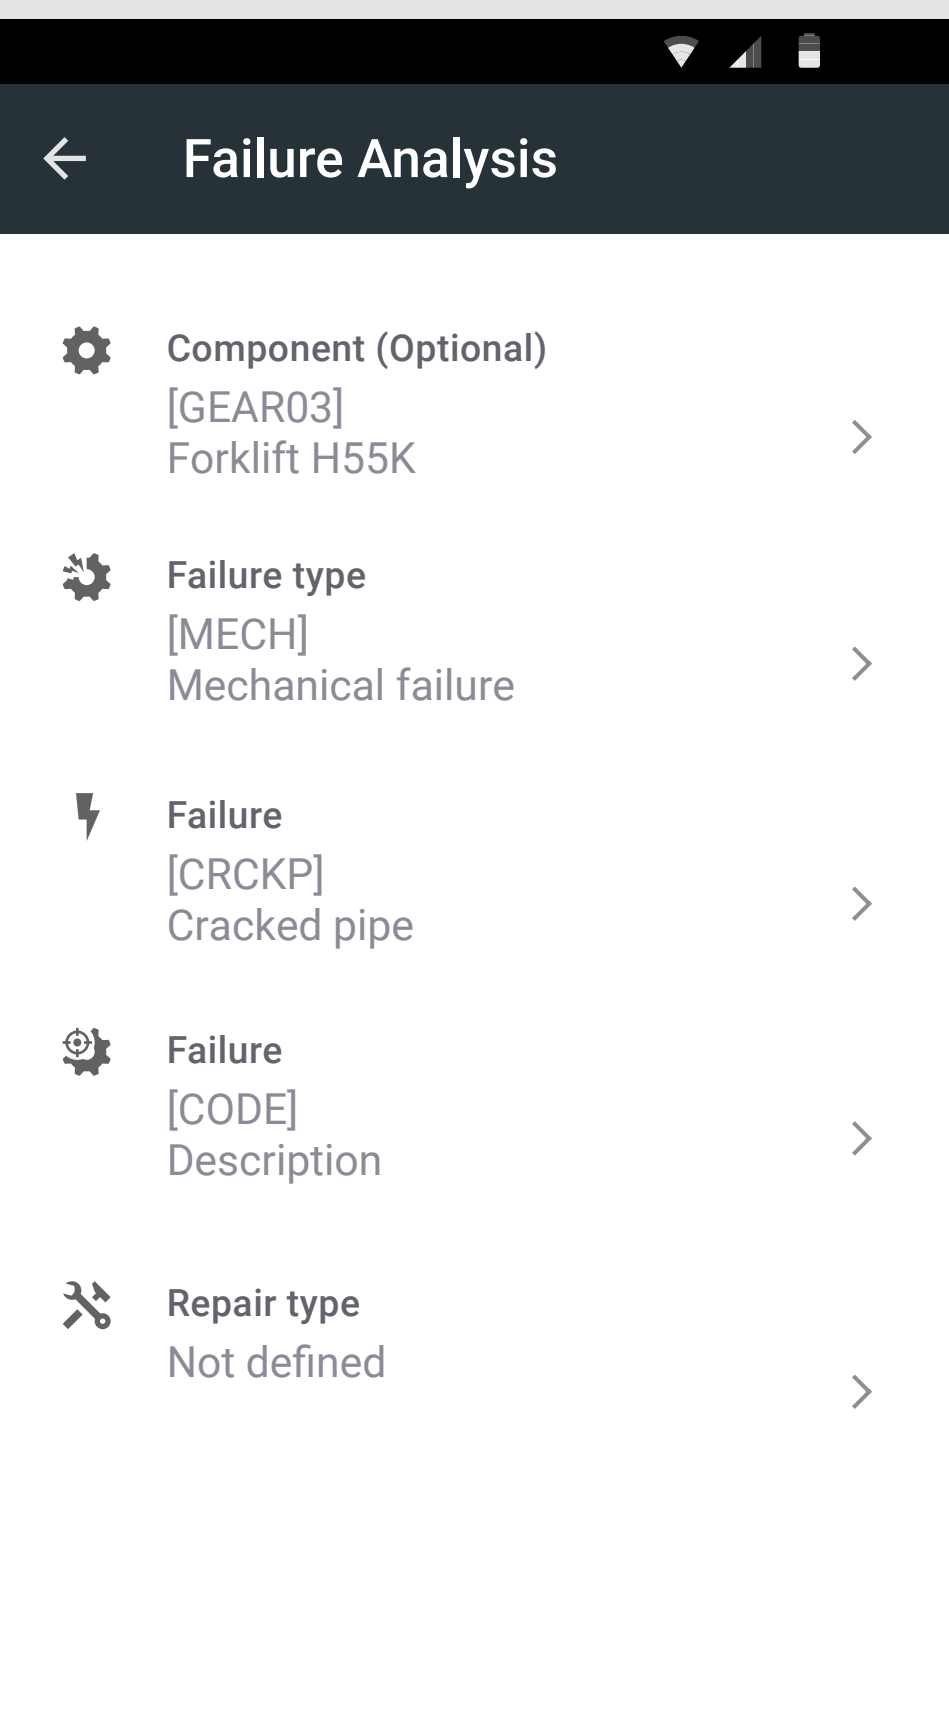 Failure Analysis
Component (Optional)
[GEAR03]
Forklift H55K
Failure type
[MECH]
Mechanical failure
Failure
[CRCKP]
Cracked pipe
Failure
[CODE]
Description
Repair type
Not defined